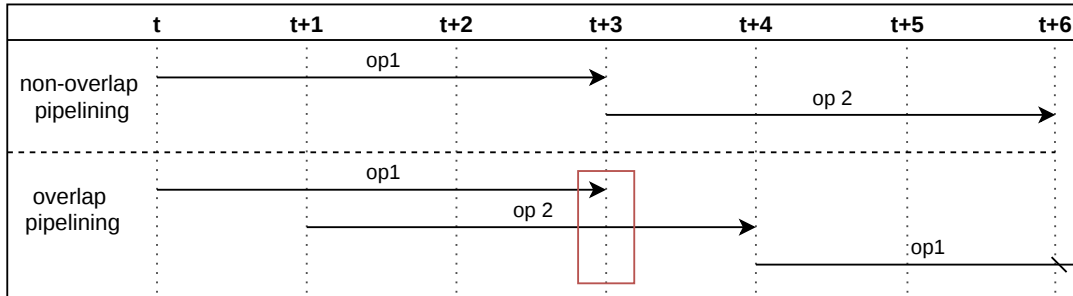 t t+1 t+2 t+3 t+4 t+5 t+6
op1
non-overlap
op 2
pipelining
op1
overlap
op 2
pipelining
op1